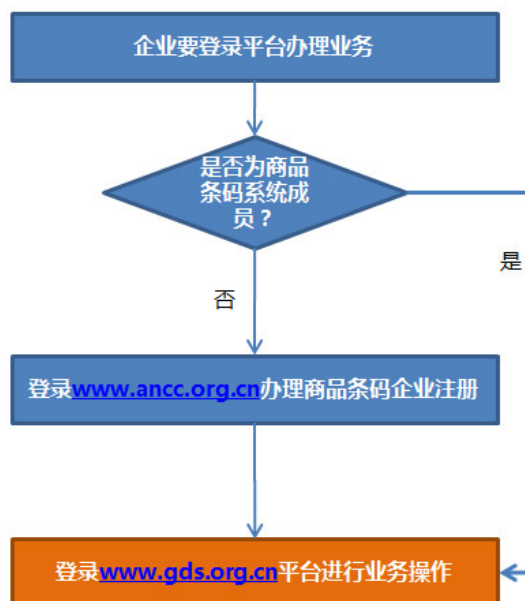 企业要登录平台办理业务
是否为商品
条码系统成
员？
是
否
登录www.ancc.org.cn办理商品条码企业注册
登录www.gds.org.cn平台进行业务操作